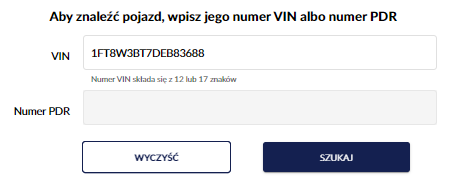 Aby znaleźć pojazd, wpisz jego numer VIN albo numer PDR
VIN
1FT8W3BT7DEB83688
Numer VIN składa się z 12 lub 17 znaków
Numer PDR
WYCZYŚĆ
SZUKAJ